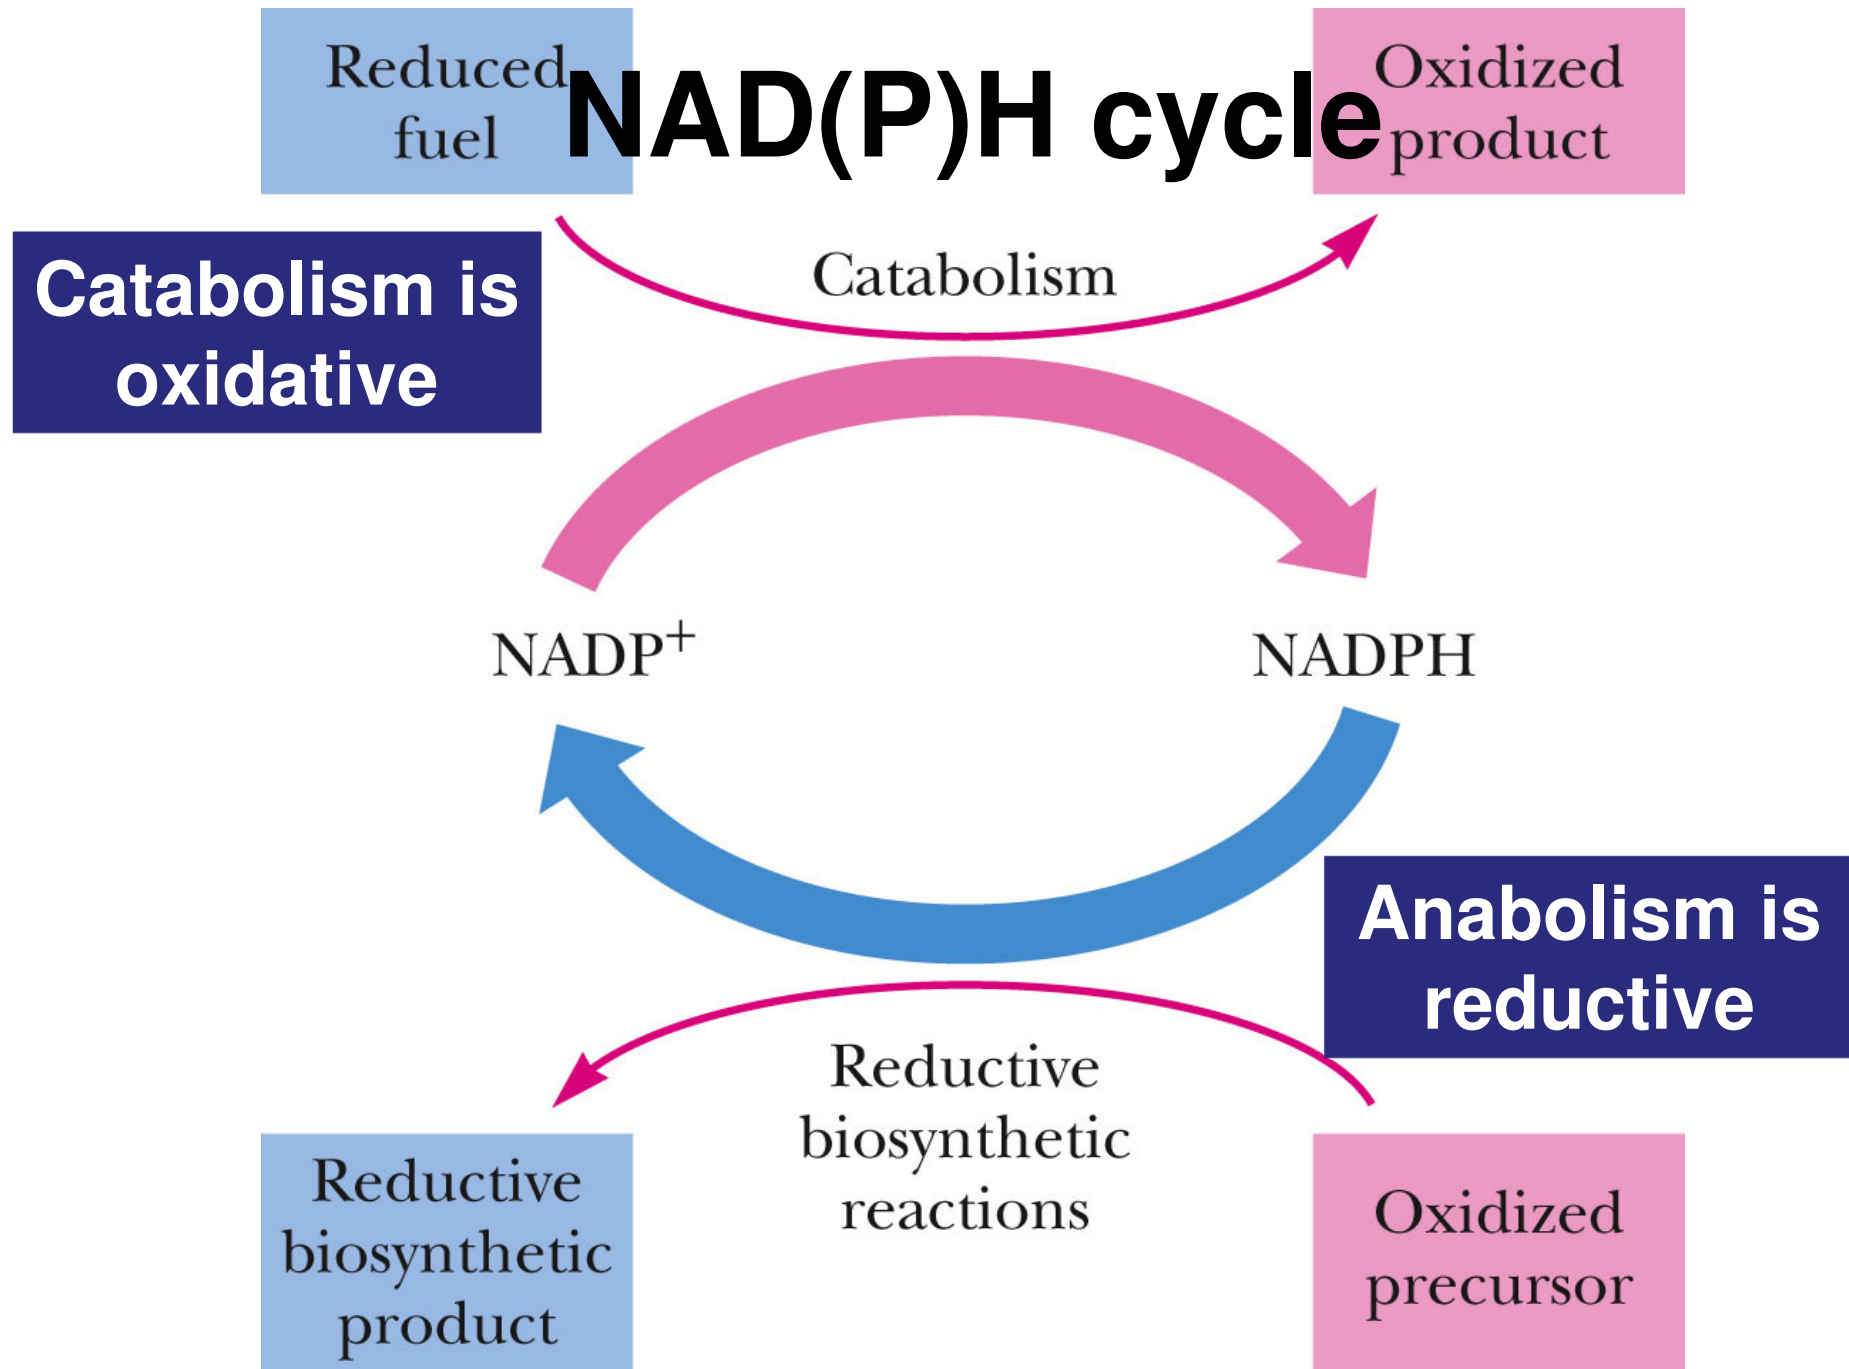 Reduced
fuel
NAD(P)H cycle
Oxidized
product
Catabolism is
oxidative
Catabolism
NADP⁺
NADPH
Anabolism is
reductive
Reductive
biosynthetic
reactions
Reductive
biosynthetic
product
Oxidized
precursor